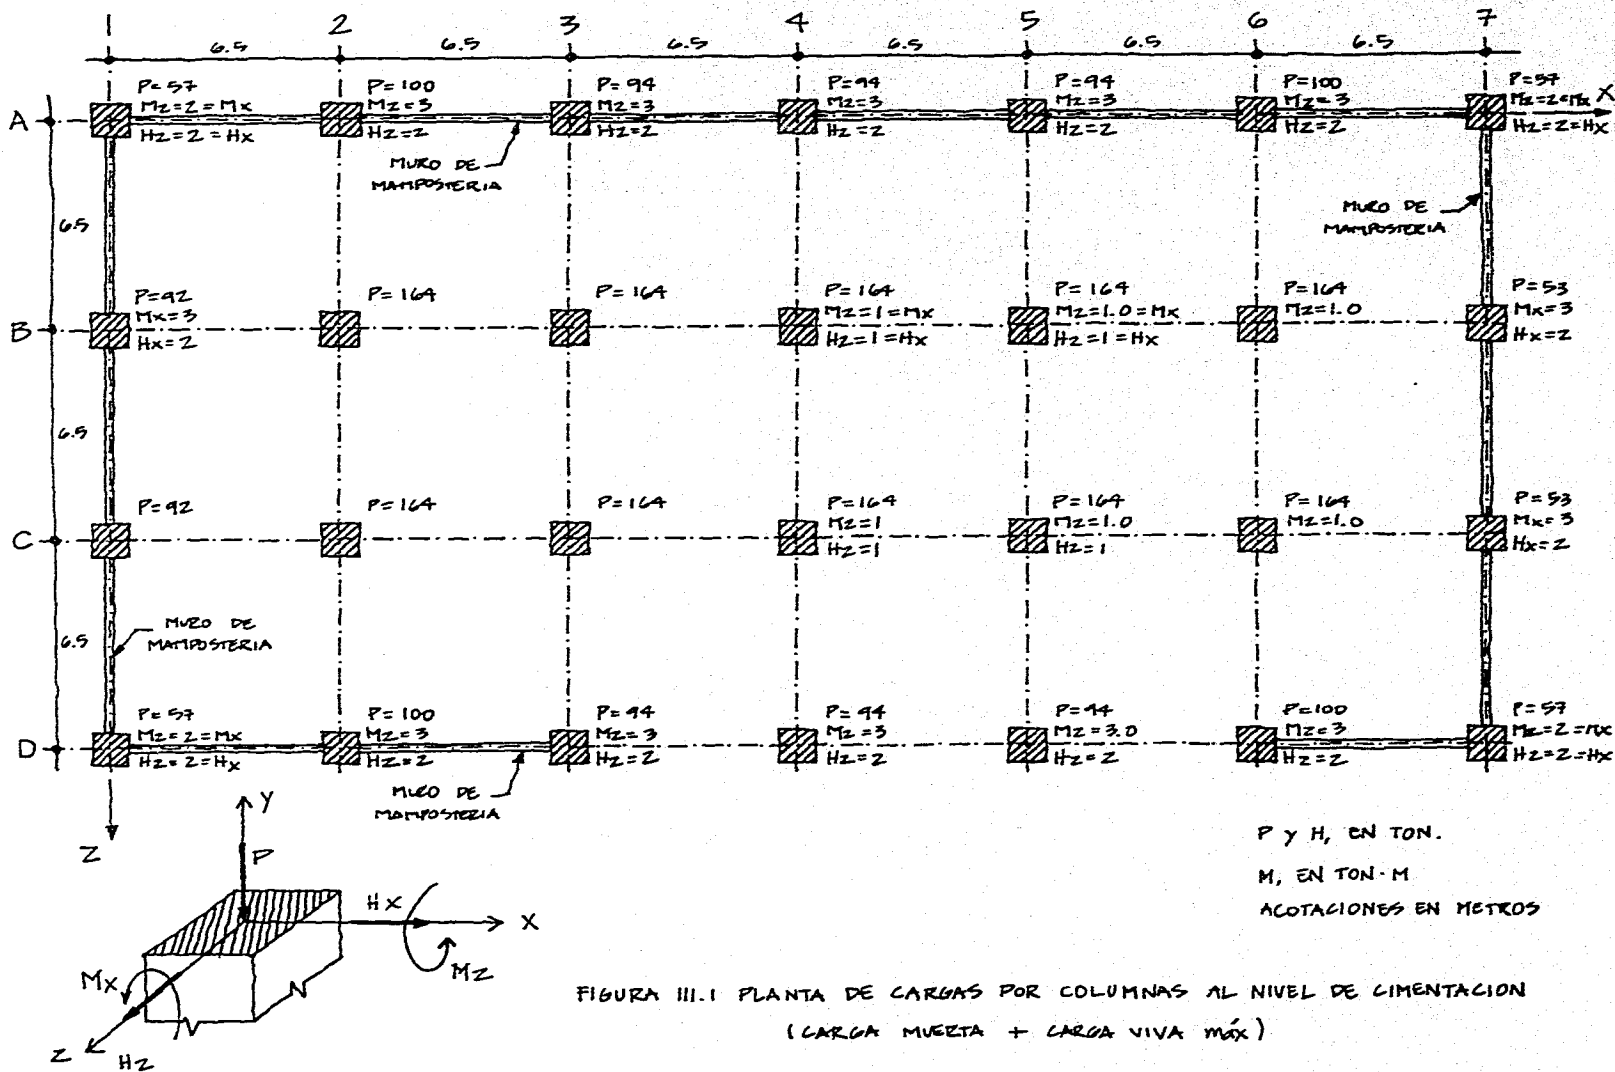 1 2 3 4 5 6 7
6.5 6.5 6.5 6.5 6.5 6.5
P=57 P=100 P=94 P=94 P=94 P=100 P=57
A Mz=2=Mx Mz=3 Mz=3 Mz=3 Mz=3 Mz=3 Mz=2=Mx X
Hz=2=Hx Hz=2 Hz=2 Hz=2 Hz=2 Hz=2 Hz=2=Hx
MURO DE
MAMPOSTERIA
MURO DE
MAMPOSTERIA
6.5
P=92 P=164 P=164 P=164 P=164 P=164 P=53
Mx=3 Mz=1=Mx Mz=1.0=Mx Mz=1.0 Mx=3
B Hx=2 Hz=1=Hx Hz=1=Hx Hx=2
6.5
P=92 P=164 P=164 P=164 P=164 P=164 P=53
Mz=1 Mz=1.0 Mz=1.0 Mx=3
C Hz=1 Hz=1 Hx=2
MURO DE
MAMPOSTERIA
6.5
P=57 P=100 P=94 P=94 P=94 P=100 P=57
Mz=2=Mx Mz=3 Mz=3 Mz=3 Mz=3.0 Mz=3 Mz=2=Mx
D Hz=2=Hx Hz=2 Hz=2 Hz=2 Hz=2 Hz=2 Hz=2=Hx
MURO DE
MAMPOSTERIA
Z
Y
P
Hx X
Mz
Mx
Z Hz
P y H, EN TON.
M, EN TON·M
ACOTACIONES EN METROS
FIGURA III.1 PLANTA DE CARGAS POR COLUMNAS AL NIVEL DE CIMENTACION
(CARGA MUERTA + CARGA VIVA máx)